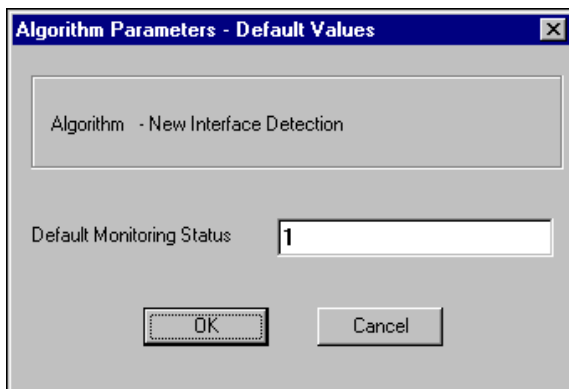 Algorithm Parameters - Default Values
Algorithm - New Interface Detection
Default Monitoring Status 1
OK Cancel